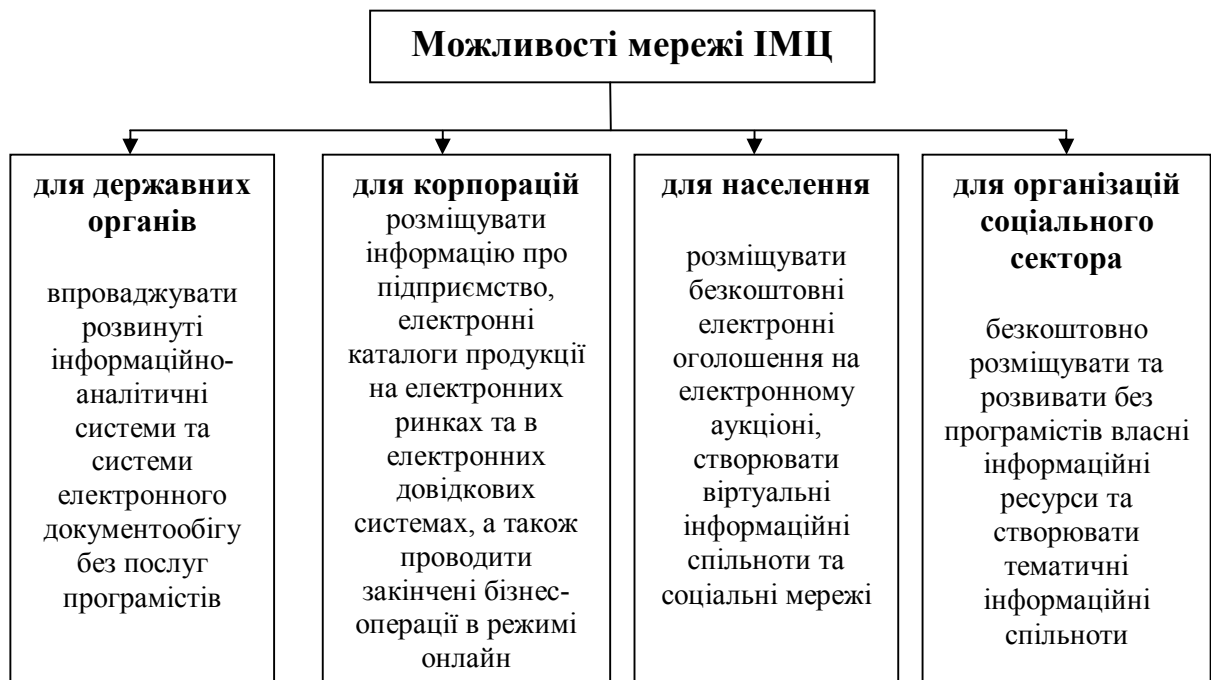 Можливості мережі ІМЦ
для державних
органів
впроваджувати
розвинуті
інформаційно-
аналітичні
системи та
системи
електронного
документообігу
без послуг
програмістів
для корпорацій
розміщувати
інформацію про
підприємство,
електронні
каталоги продукції
на електронних
ринках та в
електронних
довідкових
системах, а також
проводити
закінчені бізнес-
операції в режимі
онлайн
для населення
розміщувати
безкоштовні
електронні
оголошення на
електронному
аукціоні,
створювати
віртуальні
інформаційні
спільноти та
соціальні мережі
для організацій
соціального
сектора
безкоштовно
розміщувати та
розвивати без
програмістів власні
інформаційні
ресурси та
створювати
тематичні
інформаційні
спільноти